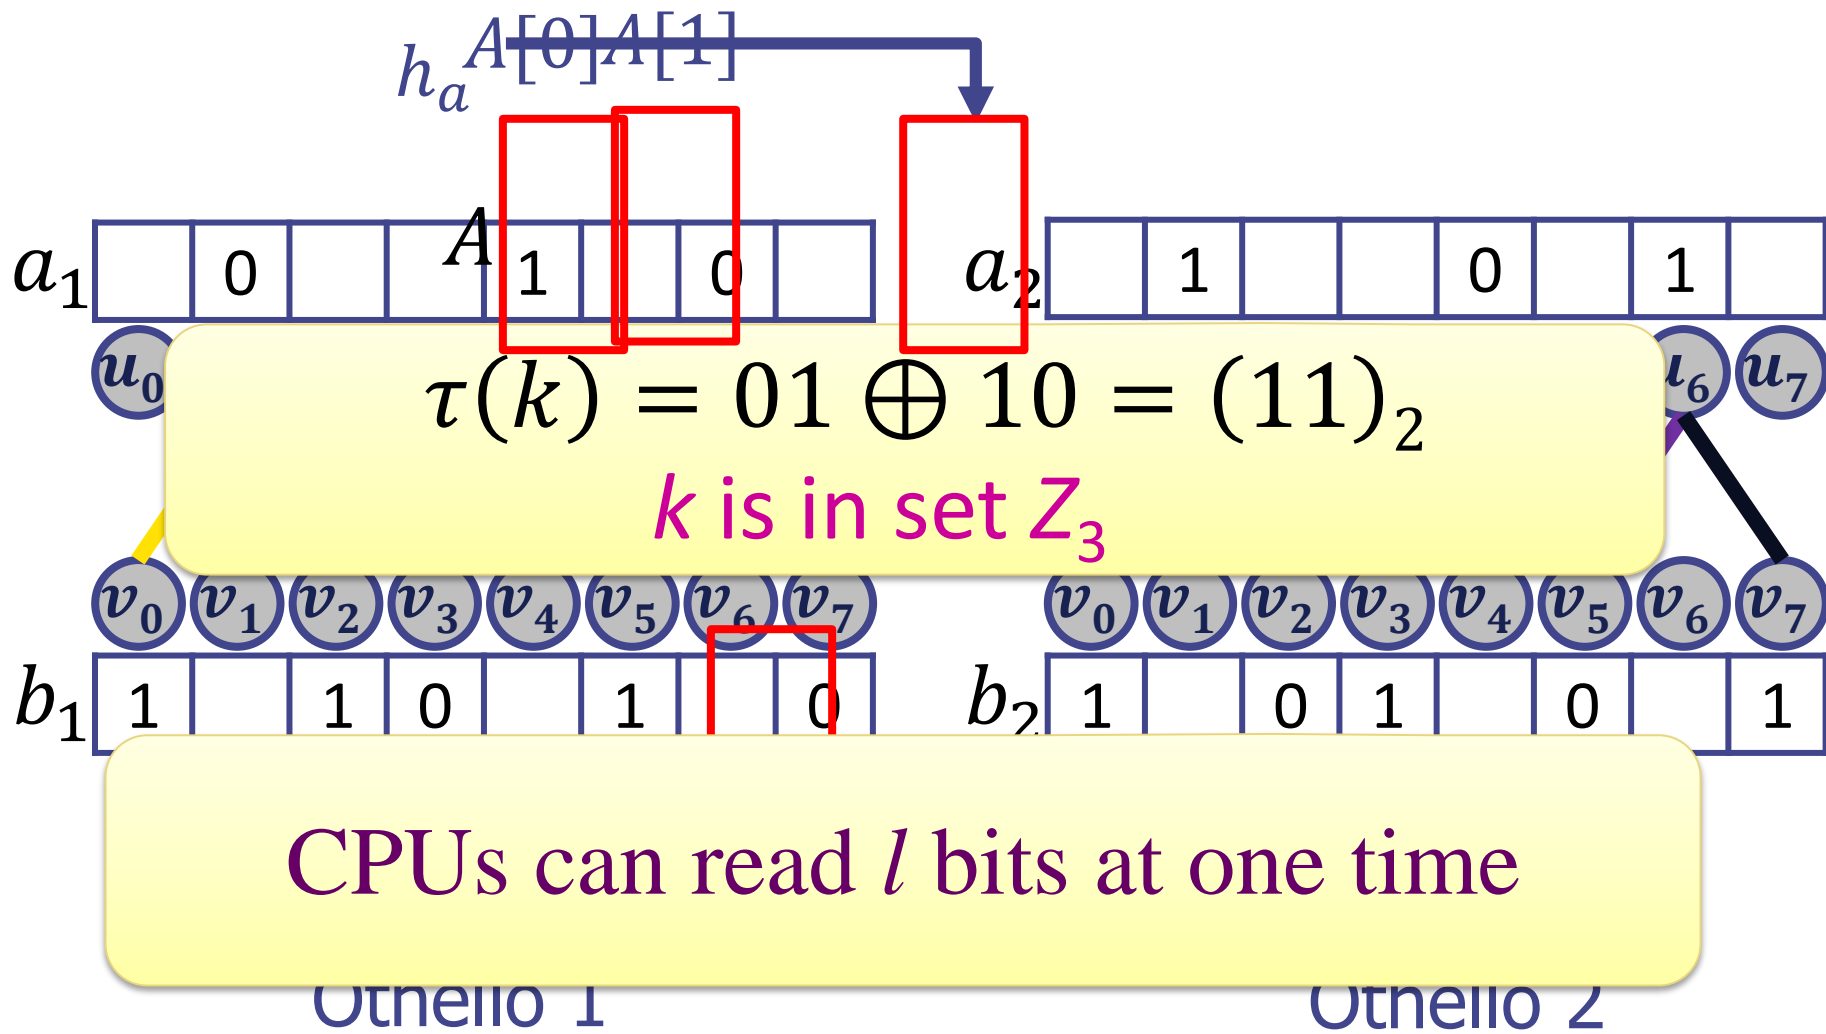 h_a A[0]A[1]
A
a_1 0 1 0
a_2 1 0 1
u_0 u_6 u_7
τ(k) = 01 ⊕ 10 = (11)_2
k is in set Z_3
v_0 v_1 v_2 v_3 v_4 v_5 v_6 v_7
v_0 v_1 v_2 v_3 v_4 v_5 v_6 v_7
b_1 1 1 0 1 0
b_2 1 0 1 0 1
CPUs can read l bits at one time
Othello 1
Othello 2